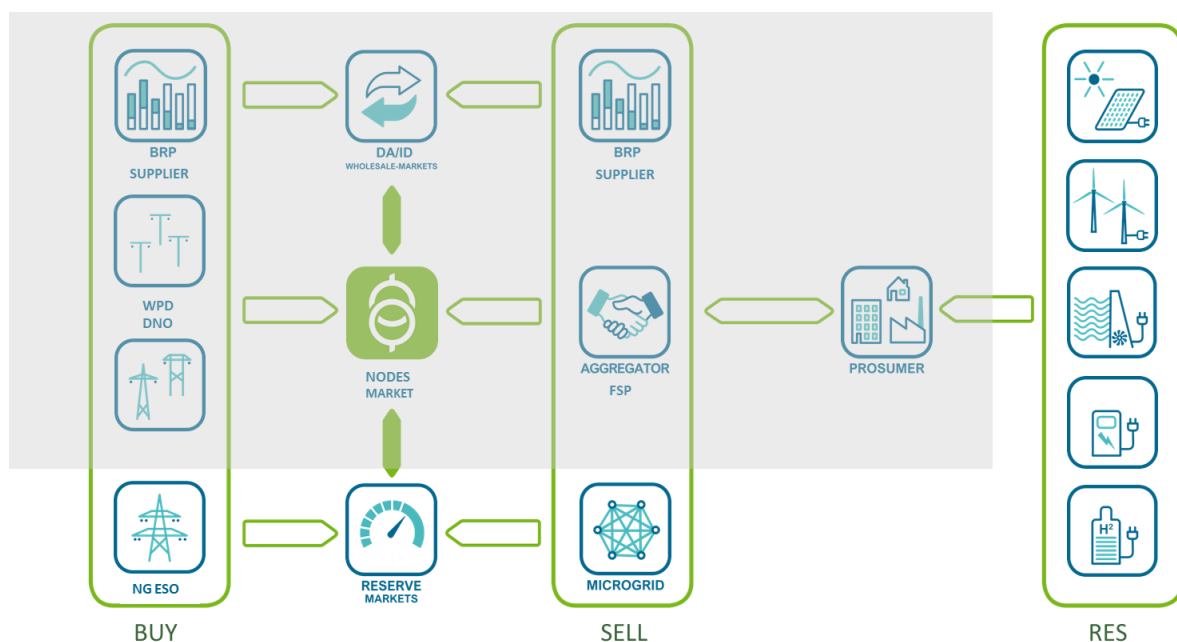 BRP
SUPPLIER
DA/ID
WHOLESALE-MARKETS
BRP
SUPPLIER
WPD
DNO
NODES
MARKET
AGGREGATOR
FSP
PROSUMER
NG ESO
RESERVE
MARKETS
MICROGRID
H²
BUY
SELL
RES